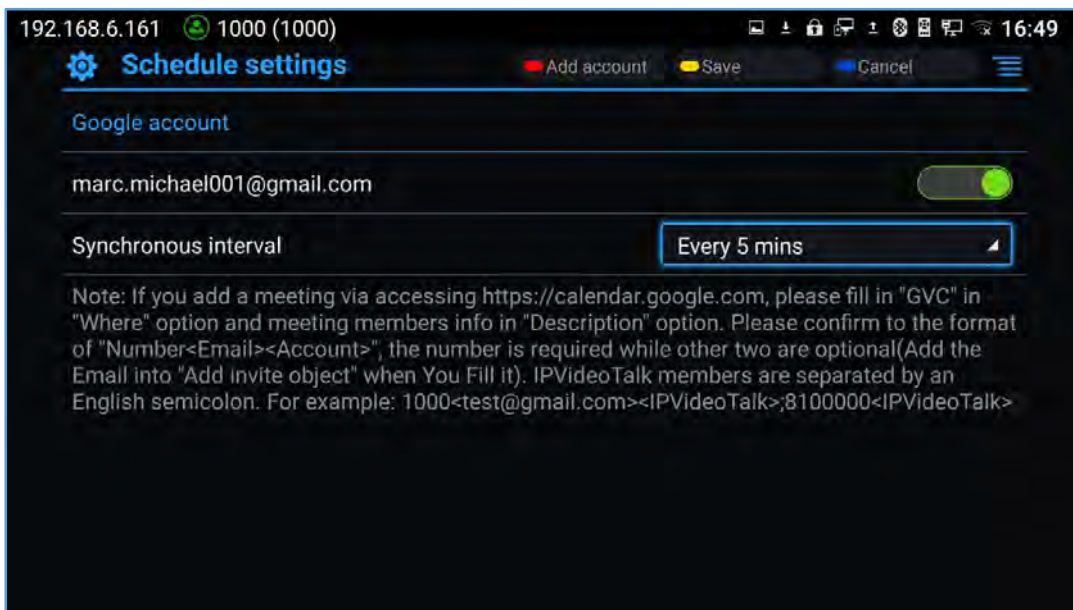 192.168.6.161 1000 (1000) 16:49
Schedule settings Add account Save Cancel
Google account
marc.michael001@gmail.com
Synchronous interval Every 5 mins
Note: If you add a meeting via accessing https://calendar.google.com, please fill in "GVC" in
"Where" option and meeting members info in "Description" option. Please confirm to the format
of "Number<Email><Account>", the number is required while other two are optional(Add the
Email into "Add invite object" when You Fill it). IPVideoTalk members are separated by an
English semicolon. For example: 1000<test@gmail.com><IPVideoTalk>;8100000<IPVideoTalk>